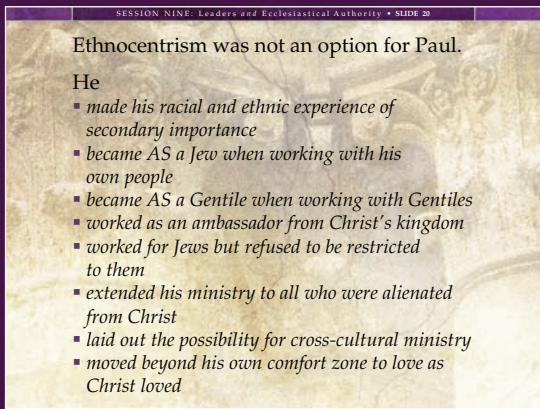 SESSION NINE: Leaders and Ecclesiastical Authority • SLIDE 20
Ethnocentrism was not an option for Paul.
He
▪ made his racial and ethnic experience of
secondary importance
▪ became AS a Jew when working with his
own people
▪ became AS a Gentile when working with Gentiles
▪ worked as an ambassador from Christ's kingdom
▪ worked for Jews but refused to be restricted
to them
▪ extended his ministry to all who were alienated
from Christ
▪ laid out the possibility for cross-cultural ministry
▪ moved beyond his own comfort zone to love as
Christ loved